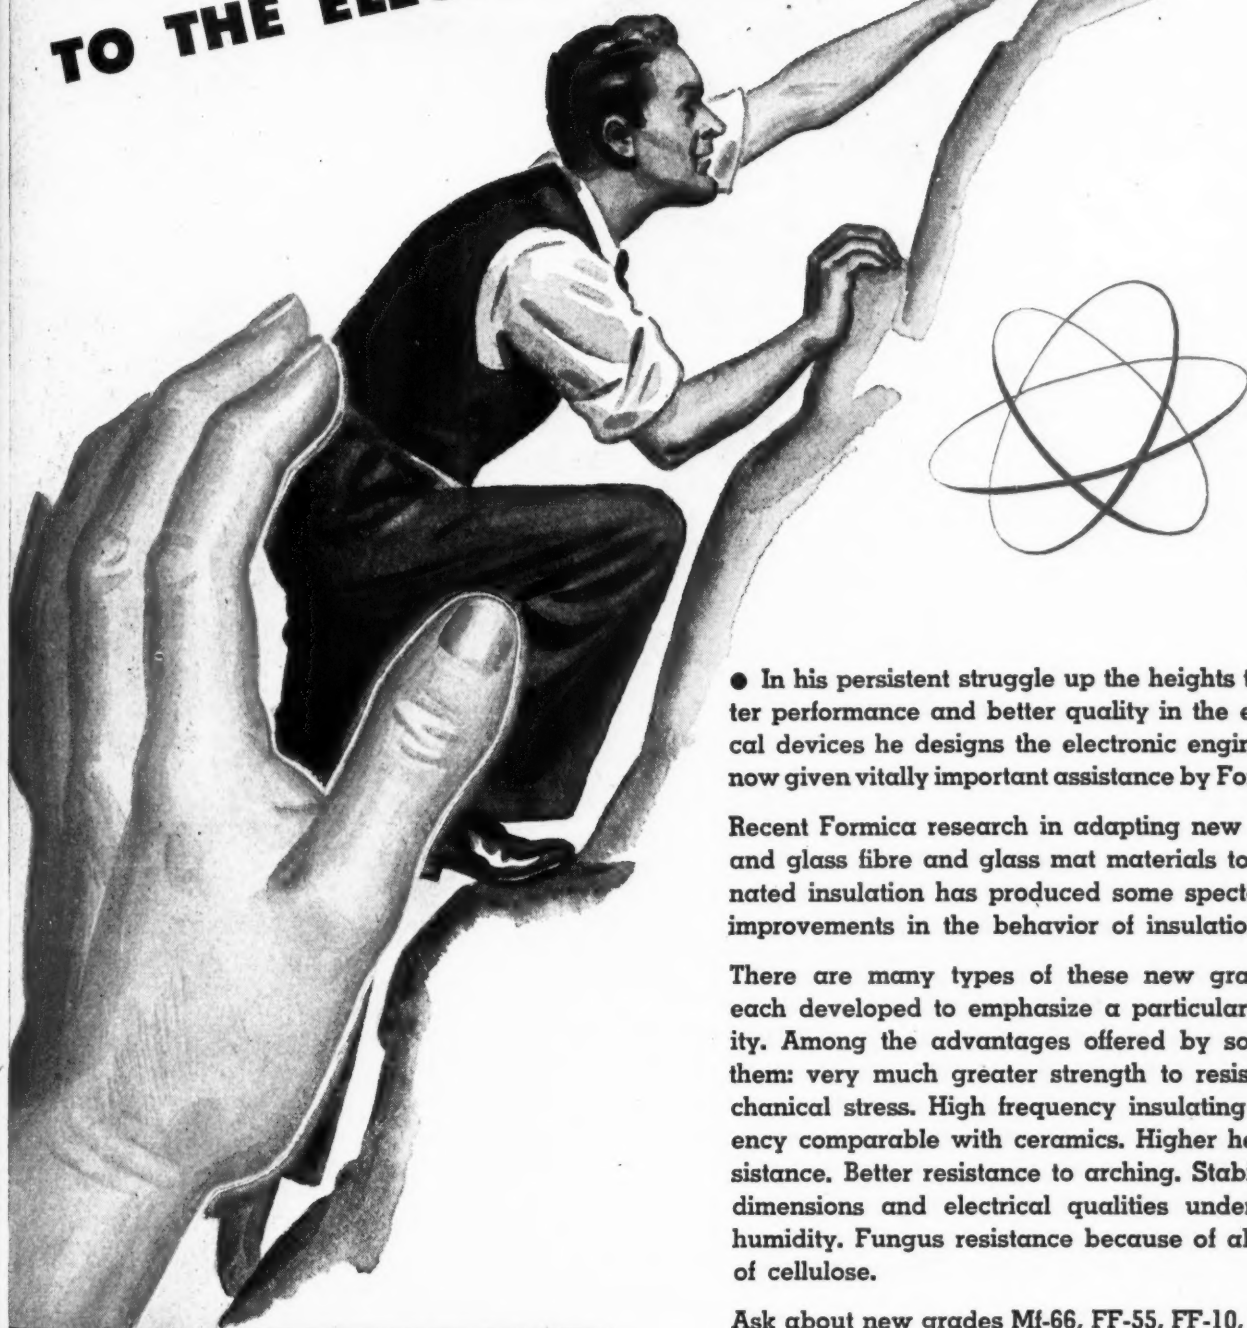 TO THE ELEC
● In his persistent struggle up the heights t
ter performance and better quality in the e
cal devices he designs the electronic engin
now given vitally important assistance by Fo
Recent Formica research in adapting new
and glass fibre and glass mat materials to
nated insulation has produced some spect
improvements in the behavior of insulatio
There are many types of these new gra
each developed to emphasize a particular
ity. Among the advantages offered by so
them: very much greater strength to resis
chanical stress. High frequency insulating
ency comparable with ceramics. Higher he
sistance. Better resistance to arching. Stab
dimensions and electrical qualities under
humidity. Fungus resistance because of a
of cellulose.
Ask about new grades Mf-66, FF-55, FF-10,